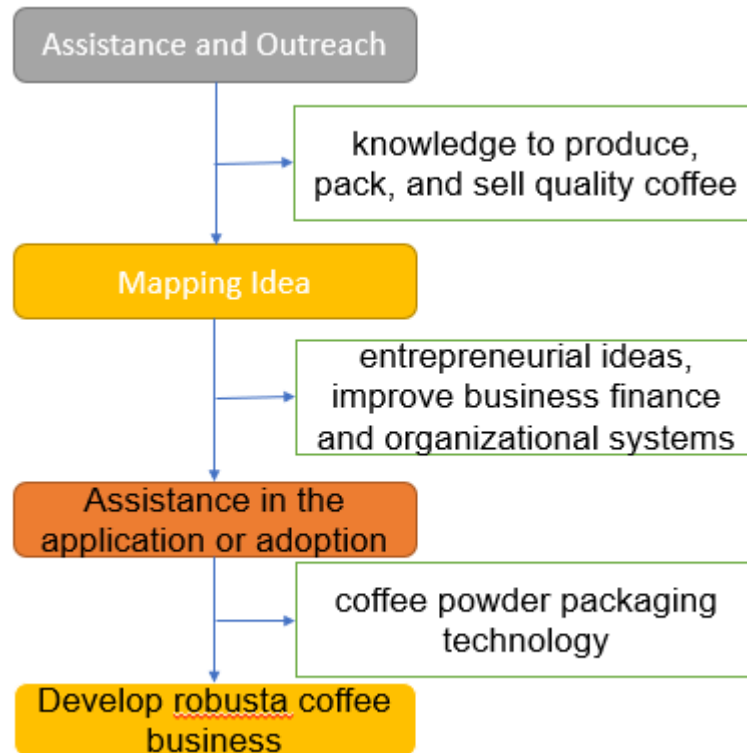 Assistance and Outreach
knowledge to produce,
pack, and sell quality coffee
Mapping Idea
entrepreneurial ideas,
improve business finance
and organizational systems
Assistance in the
application or adoption
coffee powder packaging
technology
Develop robusta coffee
business